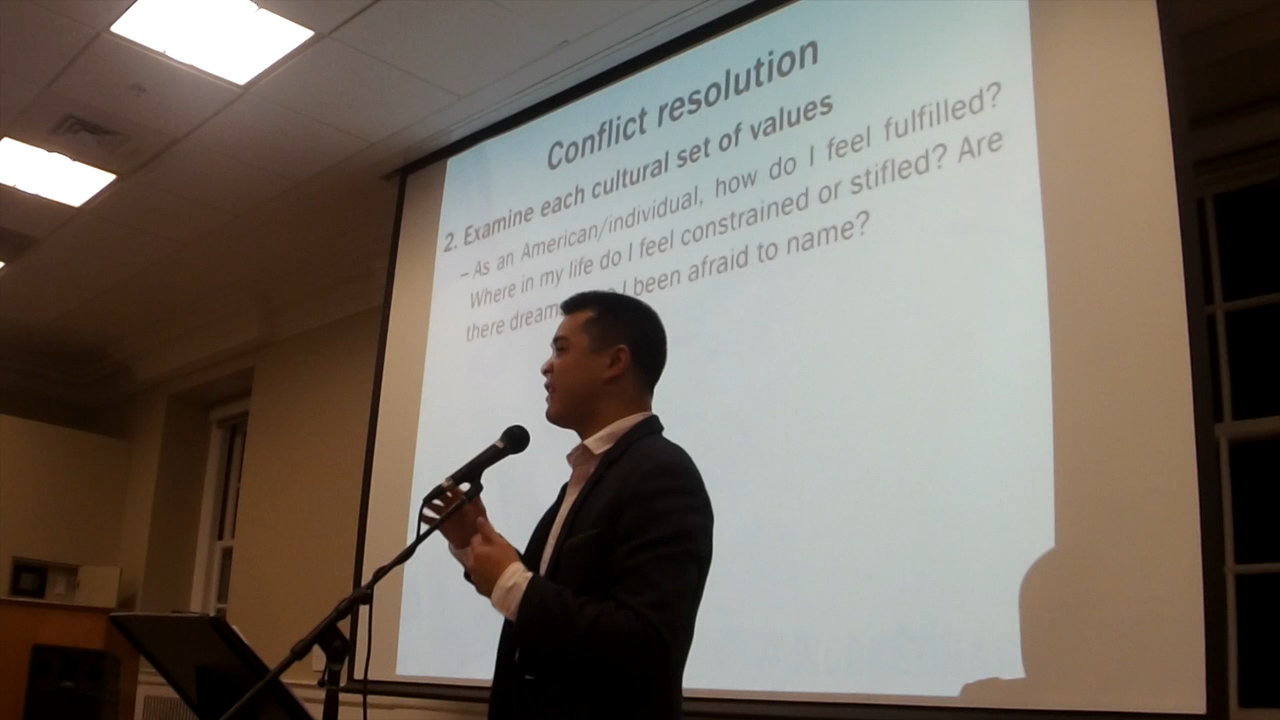 Conflict resolution
2. Examine each cultural set of values
– As an American/individual, how do I feel fulfilled?
Where in my life do I feel constrained or stifled? Are
there dream I been afraid to name?